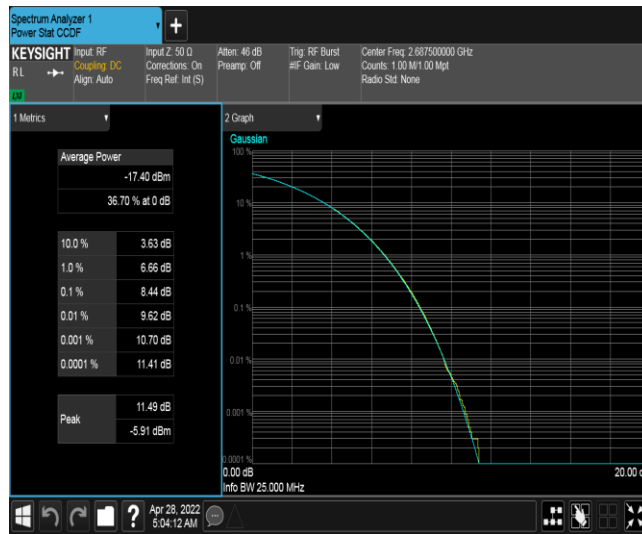 Spectrum Analyzer 1
Power Stat CCDF
+
KEYSIGHT
RL
Input: RF
Coupling: DC
Align: Auto
Input Z: 50 Ω
Corrections: On
Freq Ref: Int (S)
Atten: 46 dB
Preamp: Off
Trig: RF Burst
#IF Gain: Low
Center Freq: 2.687500000 GHz
Counts: 1.00 M/1.00 Mpt
Radio Std: None
1 Metrics
Average Power
-17.40 dBm
36.70 % at 0 dB
10.0 % 3.63 dB
1.0 % 6.66 dB
0.1 % 8.44 dB
0.01 % 9.62 dB
0.001 % 10.70 dB
0.0001 % 11.41 dB
Peak
11.49 dB
-5.91 dBm
2 Graph
Gaussian
100 %
10 %
1 %
0.1 %
0.01 %
0.001 %
0.0001 %
0.00 dB
20.00
Info BW 25.000 MHz
?
Apr 28, 2022
5:04:12 AM